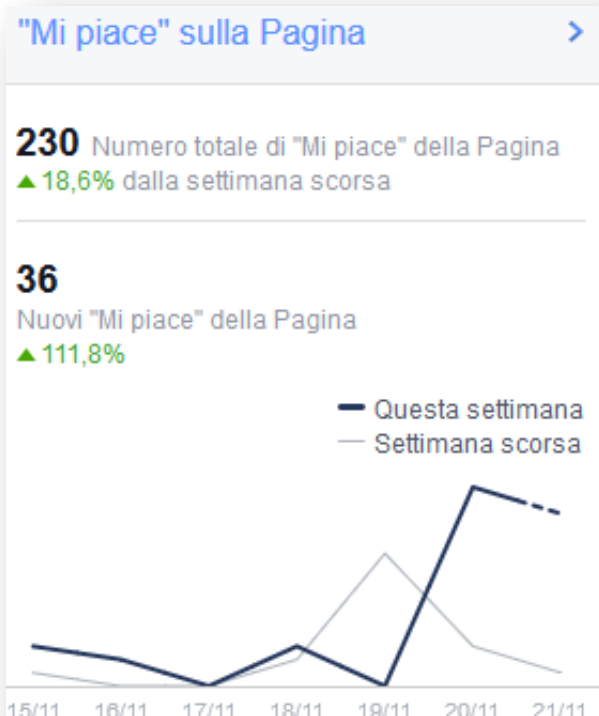 "Mi piace" sulla Pagina
230 Numero totale di "Mi piace" della Pagina
18,6% dalla settimana scorsa
36
Nuovi "Mi piace" della Pagina
111,8%
Questa settimana
Settimana scorsa
15/11 16/11 17/11 18/11 19/11 20/11 21/11